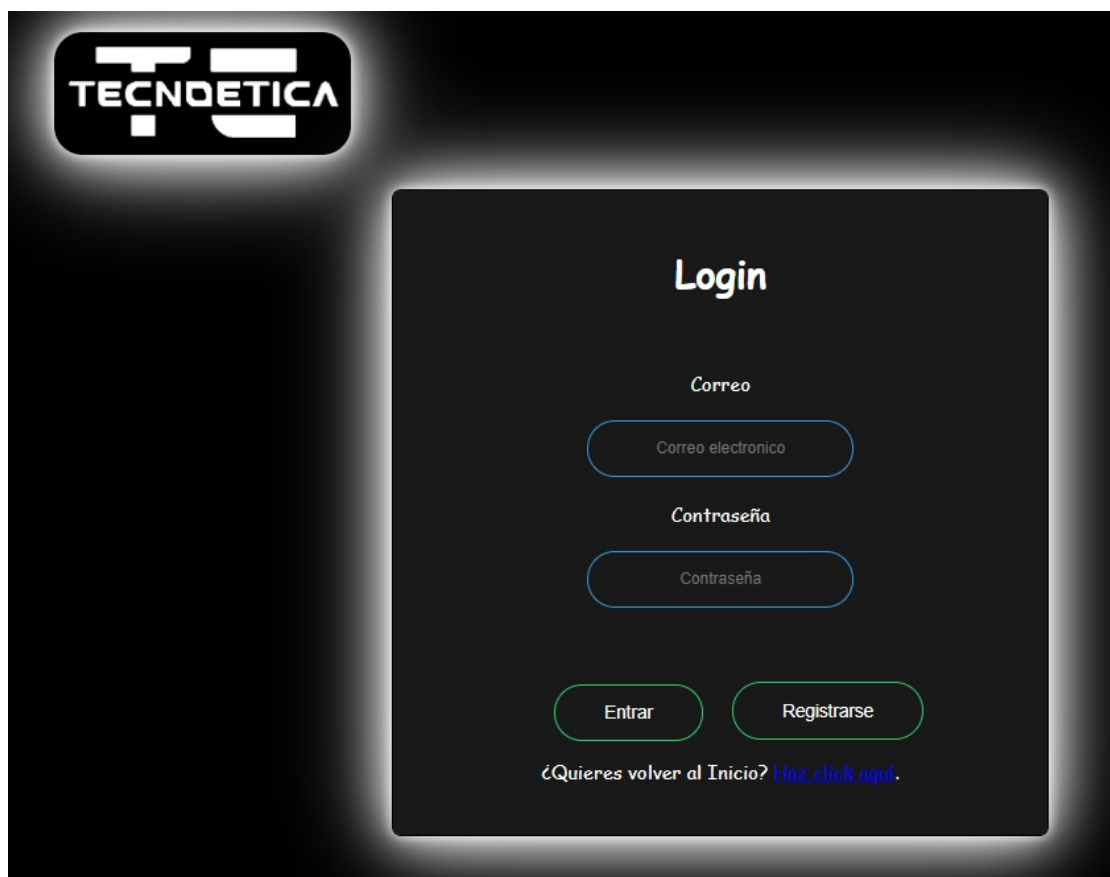 TECNOETICA
Login
Correo
Correo electronico
Contraseña
Contraseña
Entrar
Registrarse
¿Quieres volver al Inicio? Haz click aquí.